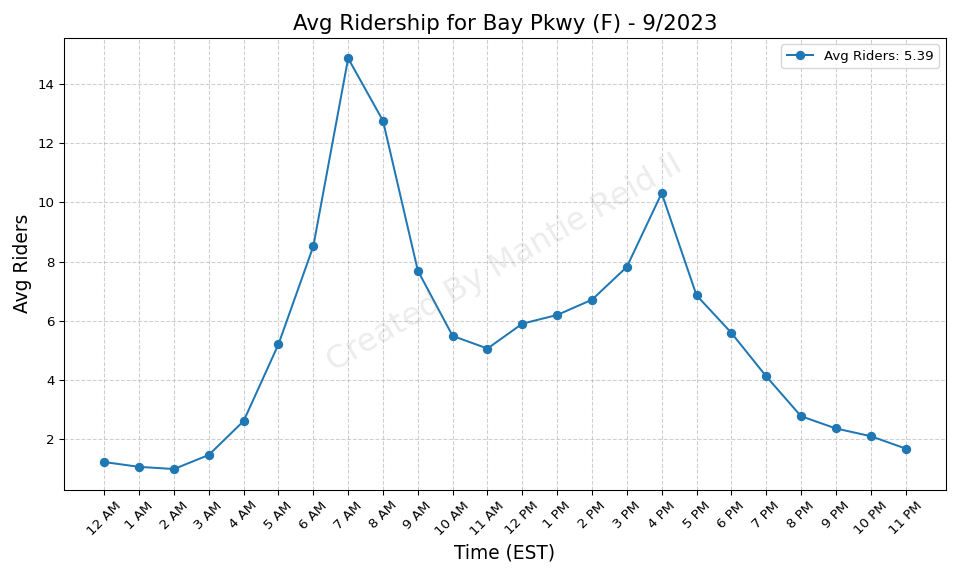 Avg Ridership for Bay Pkwy (F) - 9/2023
Avg Riders: 5.39
14
12
10
8
6
4
2
Avg Riders
Created By Mantle Reid II
12 AM
1 AM
2 AM
3 AM
4 AM
5 AM
6 AM
7 AM
8 AM
9 AM
10 AM
11 AM
12 PM
1 PM
2 PM
3 PM
4 PM
5 PM
6 PM
7 PM
8 PM
9 PM
10 PM
11 PM
Time (EST)